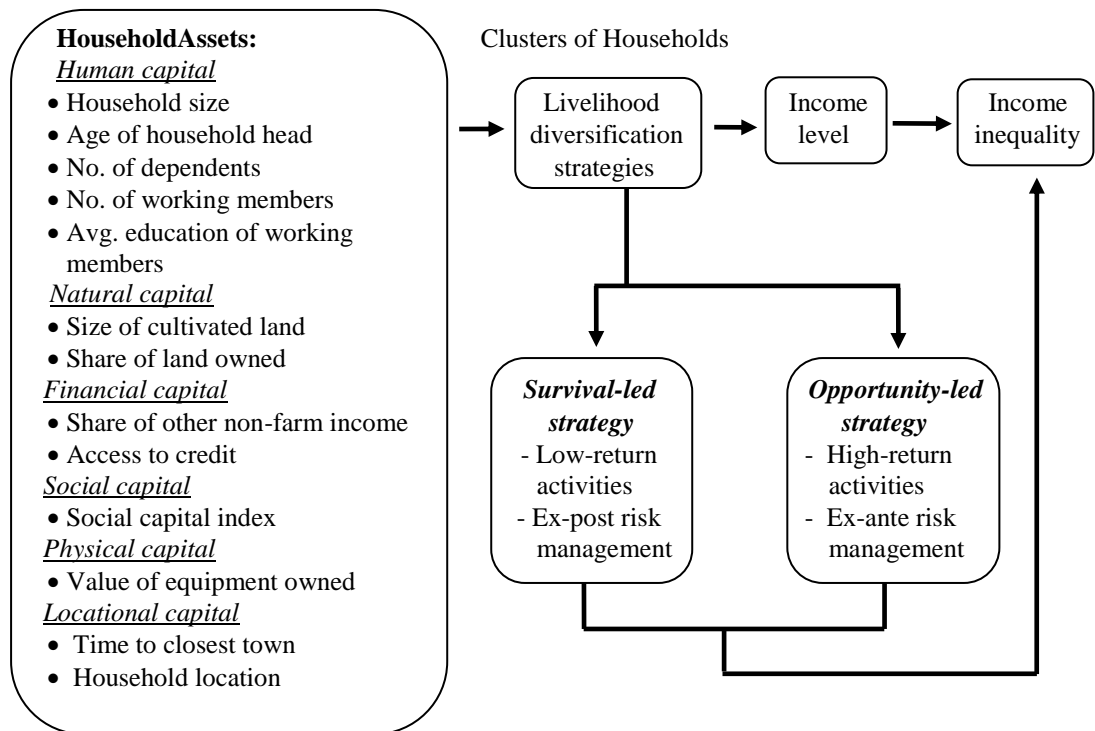 HouseholdAssets:
Human capital
• Household size
• Age of household head
• No. of dependents
• No. of working members
• Avg. education of working
members
Natural capital
• Size of cultivated land
• Share of land owned
Financial capital
• Share of other non-farm income
• Access to credit
Social capital
• Social capital index
Physical capital
• Value of equipment owned
Locational capital
• Time to closest town
• Household location
Clusters of Households
Livelihood
diversification
strategies
Income
level
Income
inequality
Survival-led
strategy
- Low-return
activities
- Ex-post risk
management
Opportunity-led
strategy
- High-return
activities
- Ex-ante risk
management